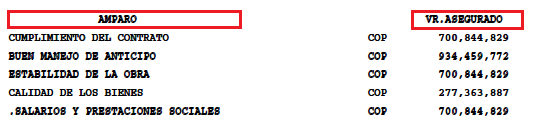 AMPARO VR.ASEGURADO
CUMPLIMIENTO DEL CONTRATO COP 700,844,829
BUEN MANEJO DE ANTICIPO COP 934,459,772
ESTABILIDAD DE LA OBRA COP 700,844,829
CALIDAD DE LOS BIENES COP 277,363,887
.SALARIOS Y PRESTACIONES SOCIALES COP 700,844,829